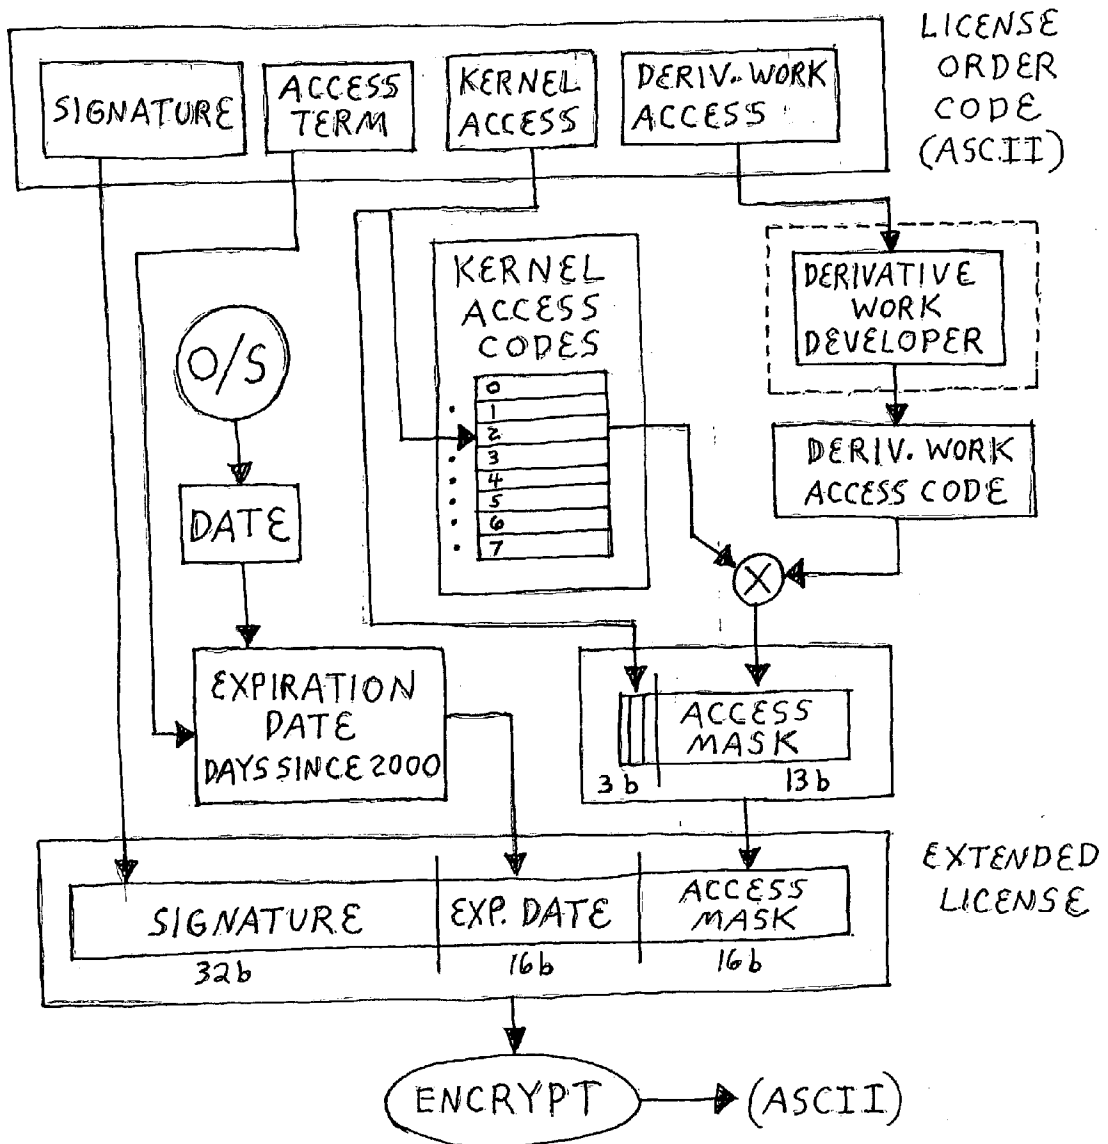 LICENSE
ORDER
CODE
(ASCII)
SIGNATURE
ACCESS
TERM
KERNEL
ACCESS
DERIV. WORK
ACCESS
KERNEL
ACCESS
CODES
0
1
2
3
4
5
6
7
DERIVATIVE
WORK
DEVELOPER
O/S
DERIV. WORK
ACCESS CODE
DATE
X
EXPIRATION
DATE
DAYS SINCE 2000
ACCESS
MASK
3b
13b
EXTENDED
LICENSE
SIGNATURE
EXP. DATE
ACCESS
MASK
32b
16b
16b
ENCRYPT
(ASCII)